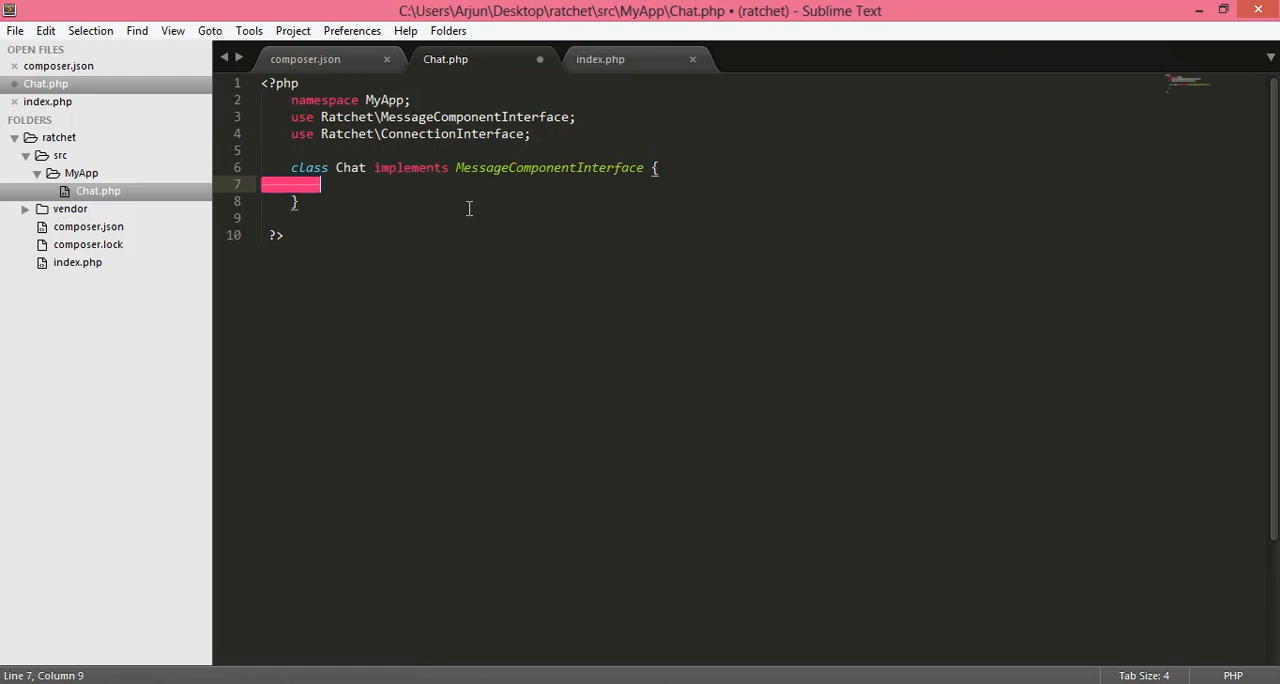 C:\Users\Arjun\Desktop\ratchet\src\MyApp\Chat.php • (ratchet) - Sublime Text
File Edit Selection Find View Goto Tools Project Preferences Help Folders
OPEN FILES
composer.json
Chat.php
index.php
FOLDERS
ratchet
src
MyApp
Chat.php
vendor
composer.json
composer.lock
index.php
composer.json Chat.php index.php
1 <?php
2 namespace MyApp;
3 use Ratchet\MessageComponentInterface;
4 use Ratchet\ConnectionInterface;
5
6 class Chat implements MessageComponentInterface {
7
8 }
9
10 ?>
Line 7, Column 9 Tab Size: 4 PHP